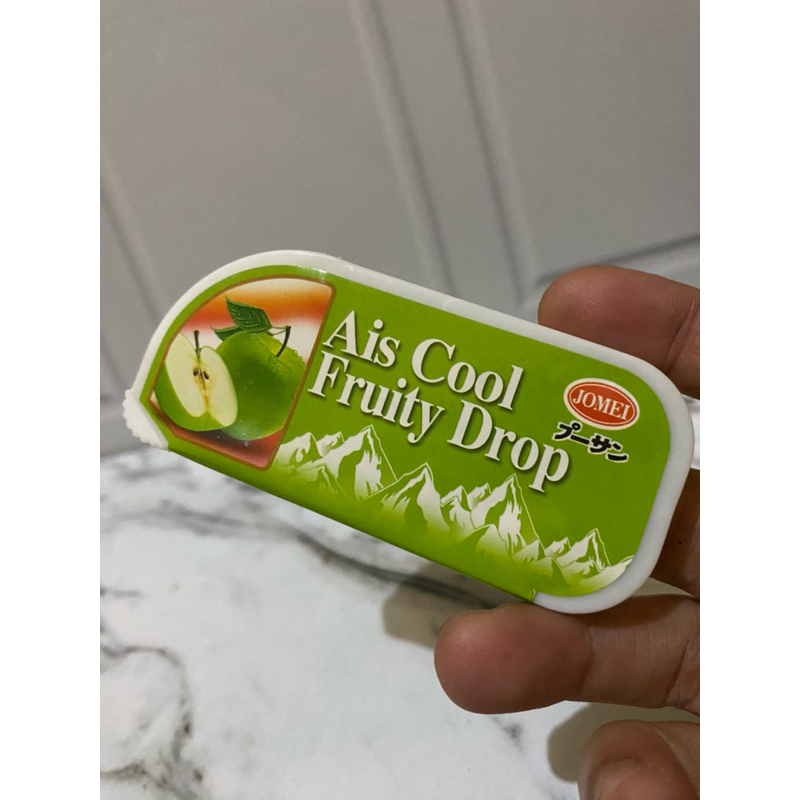 Ais Cool
Fruity Drop
JOMEI
プーサン